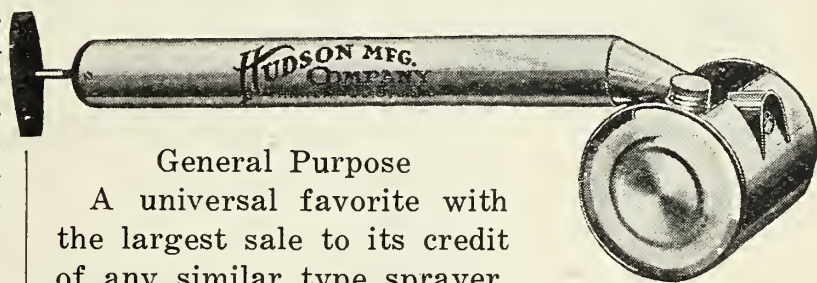 HUDSON MFG.
COMPANY
General Purpose
A universal favorite with
the largest sale to its credit
of any similar type sprayer